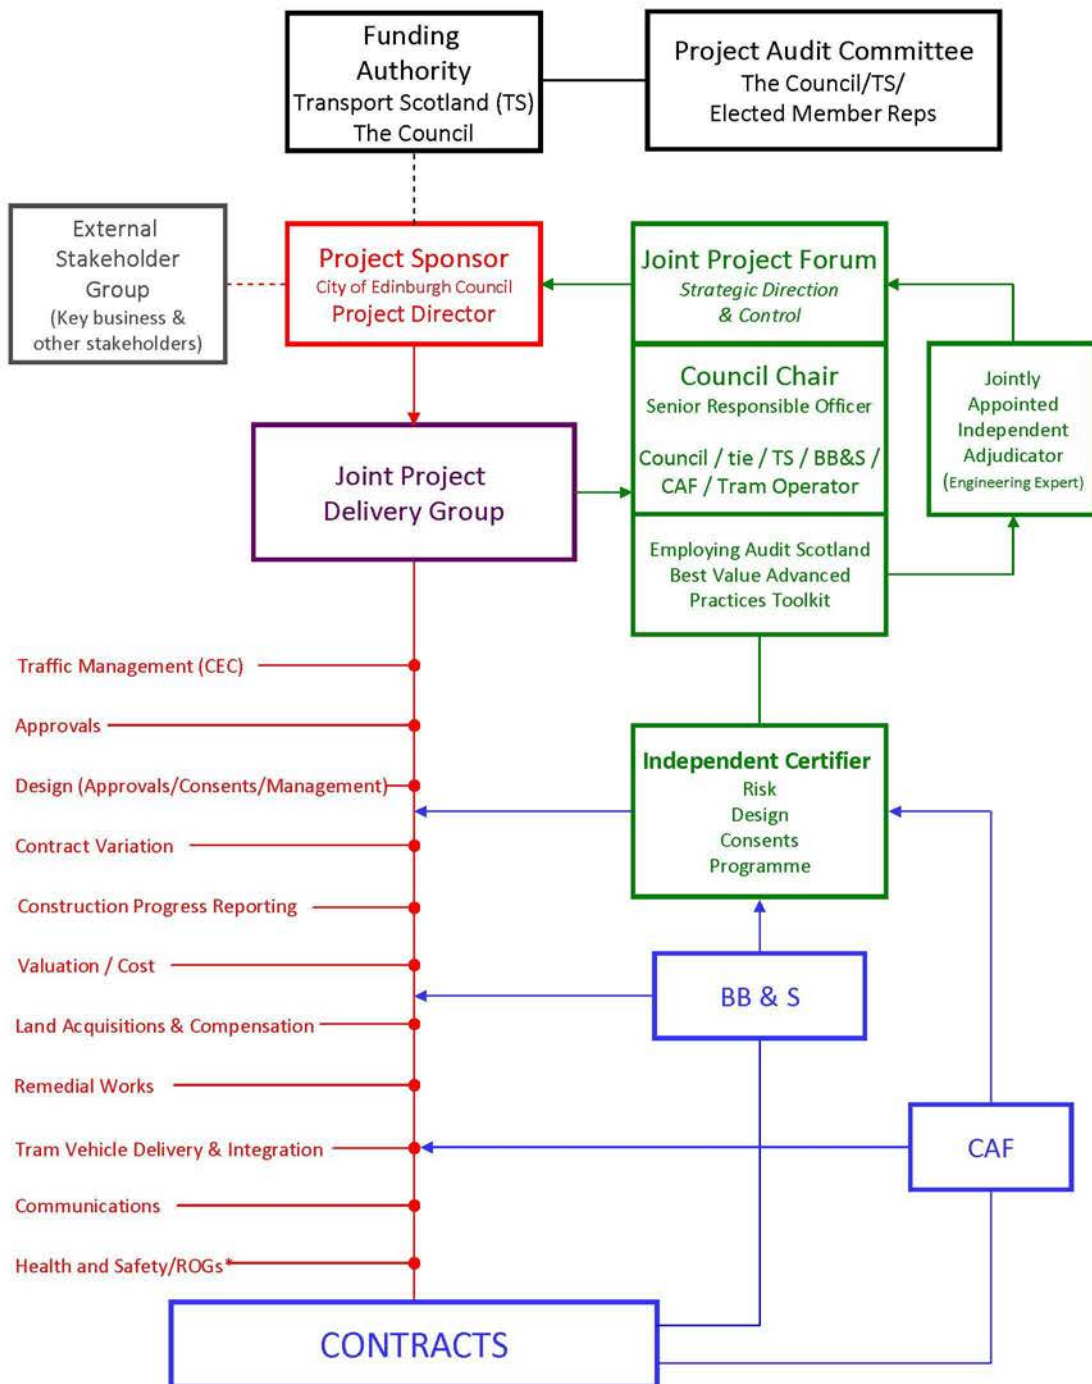 Funding
Authority
Transport Scotland (TS)
The Council
Project Audit Committee
The Council/TS/
Elected Member Reps
External
Stakeholder
Group
(Key business &
other stakeholders)
Project Sponsor
City of Edinburgh Council
Project Director
Joint Project Forum
Strategic Direction
& Control
Council Chair
Senior Responsible Officer
Council / tie / TS / BB&S /
CAF / Tram Operator
Employing Audit Scotland
Best Value Advanced
Practices Toolkit
Jointly
Appointed
Independent
Adjudicator
(Engineering Expert)
Joint Project
Delivery Group
Traffic Management (CEC)
Approvals
Design (Approvals/Consents/Management)
Contract Variation
Construction Progress Reporting
Valuation / Cost
Land Acquisitions & Compensation
Remedial Works
Tram Vehicle Delivery & Integration
Communications
Health and Safety/ROGs*
Independent Certifier
Risk
Design
Consents
Programme
BB & S
CAF
CONTRACTS